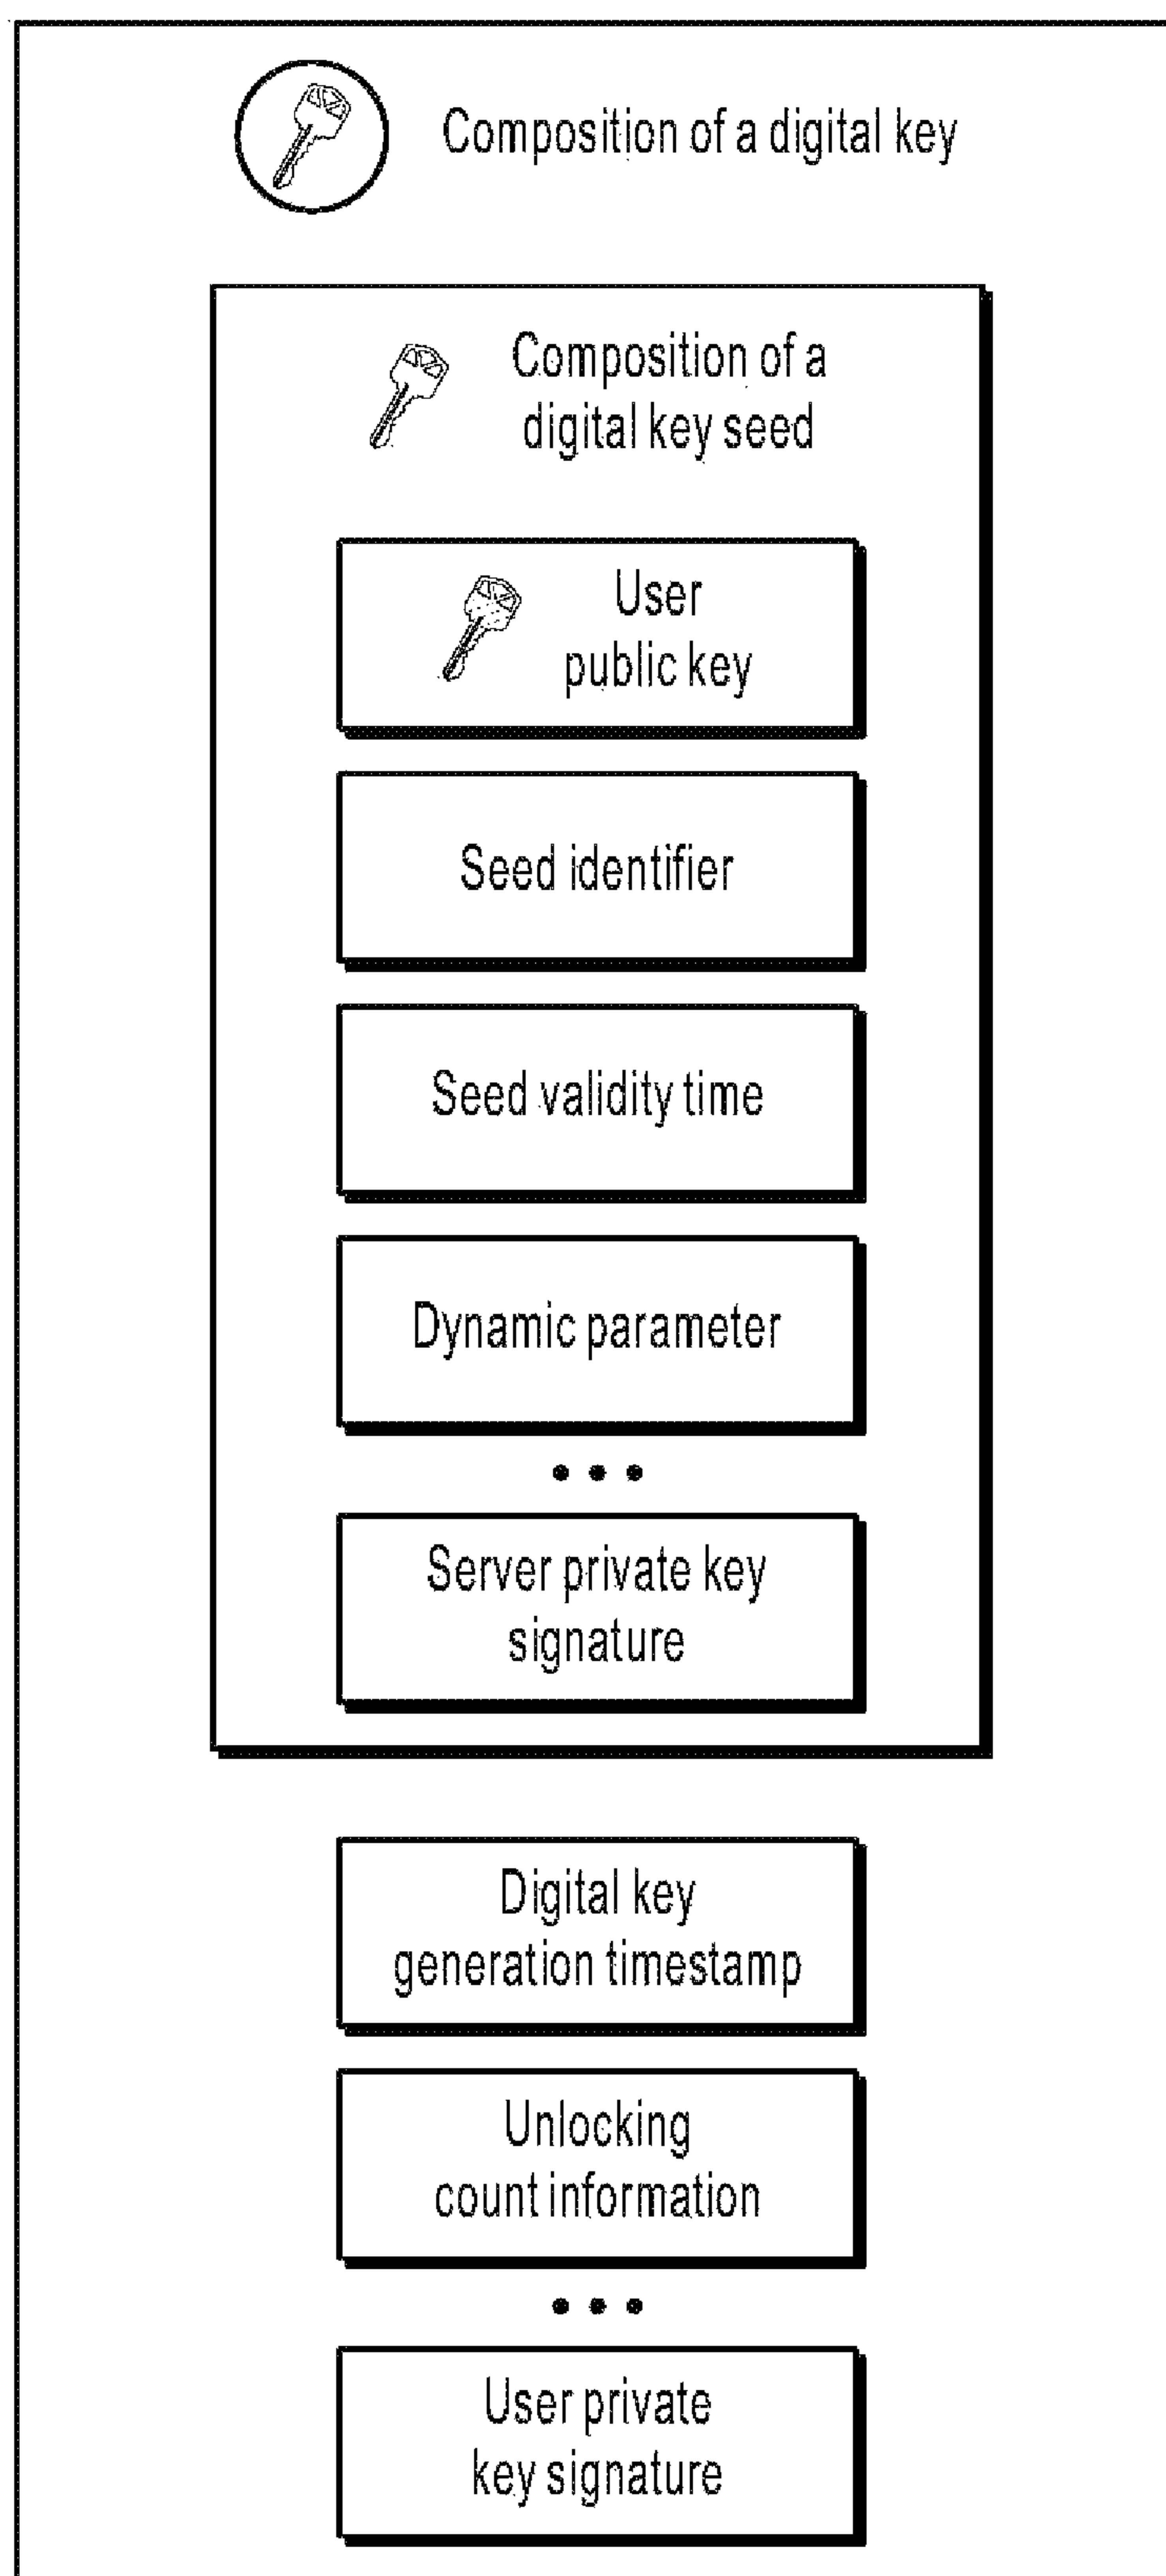 Composition of a digital key
Composition of a
digital key seed
User
public key
Seed identifier
Seed validity time
Dynamic parameter
• • •
Server private key
signature
Digital key
generation timestamp
Unlocking
count information
• • •
User private
key signature